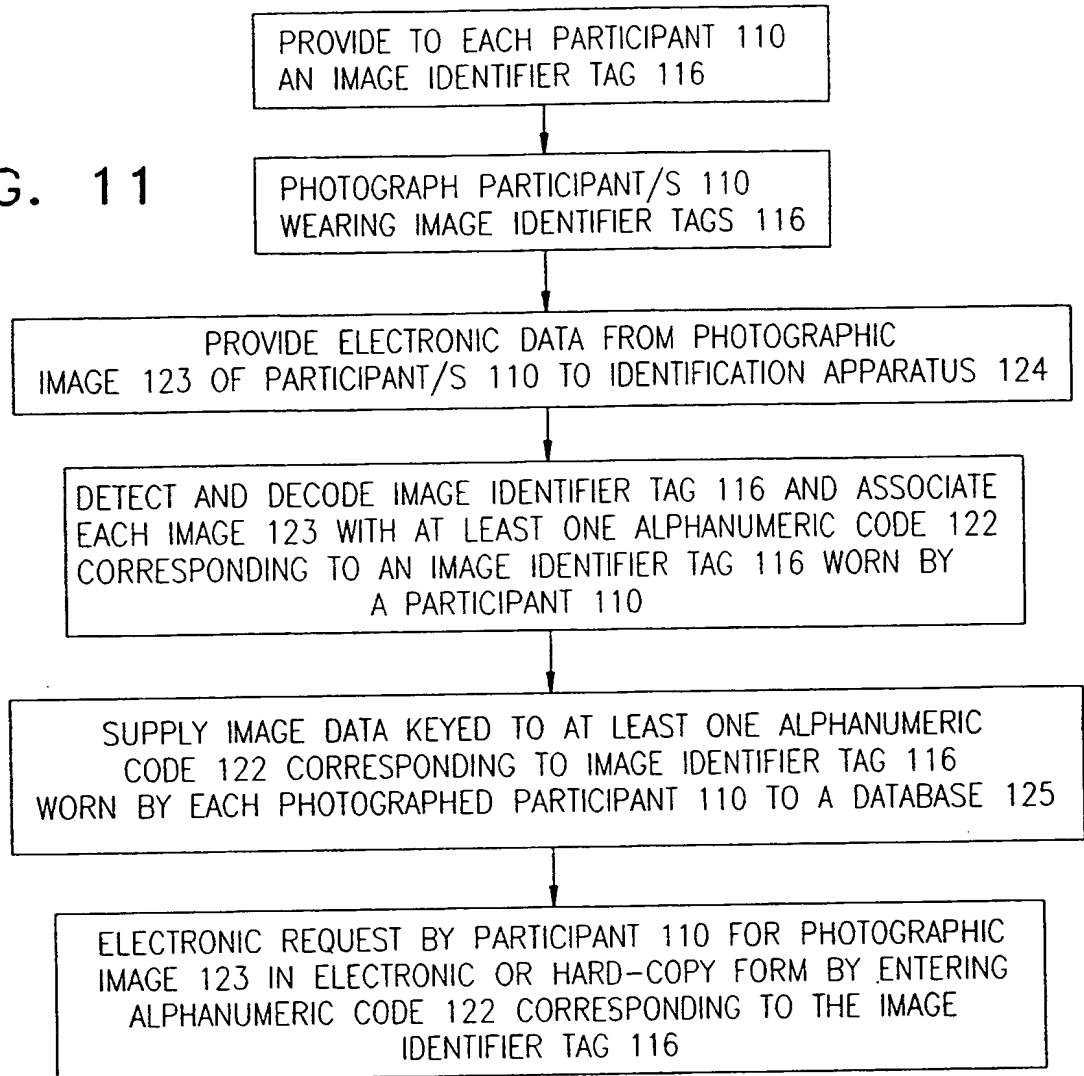 PROVIDE TO EACH PARTICIPANT 110
AN IMAGE IDENTIFIER TAG 116
G. 11
PHOTOGRAPH PARTICIPANT/S 110
WEARING IMAGE IDENTIFIER TAGS 116
PROVIDE ELECTRONIC DATA FROM PHOTOGRAPHIC
IMAGE 123 OF PARTICIPANT/S 110 TO IDENTIFICATION APPARATUS 124
DETECT AND DECODE IMAGE IDENTIFIER TAG 116 AND ASSOCIATE
EACH IMAGE 123 WITH AT LEAST ONE ALPHANUMERIC CODE 122
CORRESPONDING TO AN IMAGE IDENTIFIER TAG 116 WORN BY
A PARTICIPANT 110
SUPPLY IMAGE DATA KEYED TO AT LEAST ONE ALPHANUMERIC
CODE 122 CORRESPONDING TO IMAGE IDENTIFIER TAG 116
WORN BY EACH PHOTOGRAPHED PARTICIPANT 110 TO A DATABASE 125
ELECTRONIC REQUEST BY PARTICIPANT 110 FOR PHOTOGRAPHIC
IMAGE 123 IN ELECTRONIC OR HARD-COPY FORM BY ENTERING
ALPHANUMERIC CODE 122 CORRESPONDING TO THE IMAGE
IDENTIFIER TAG 116